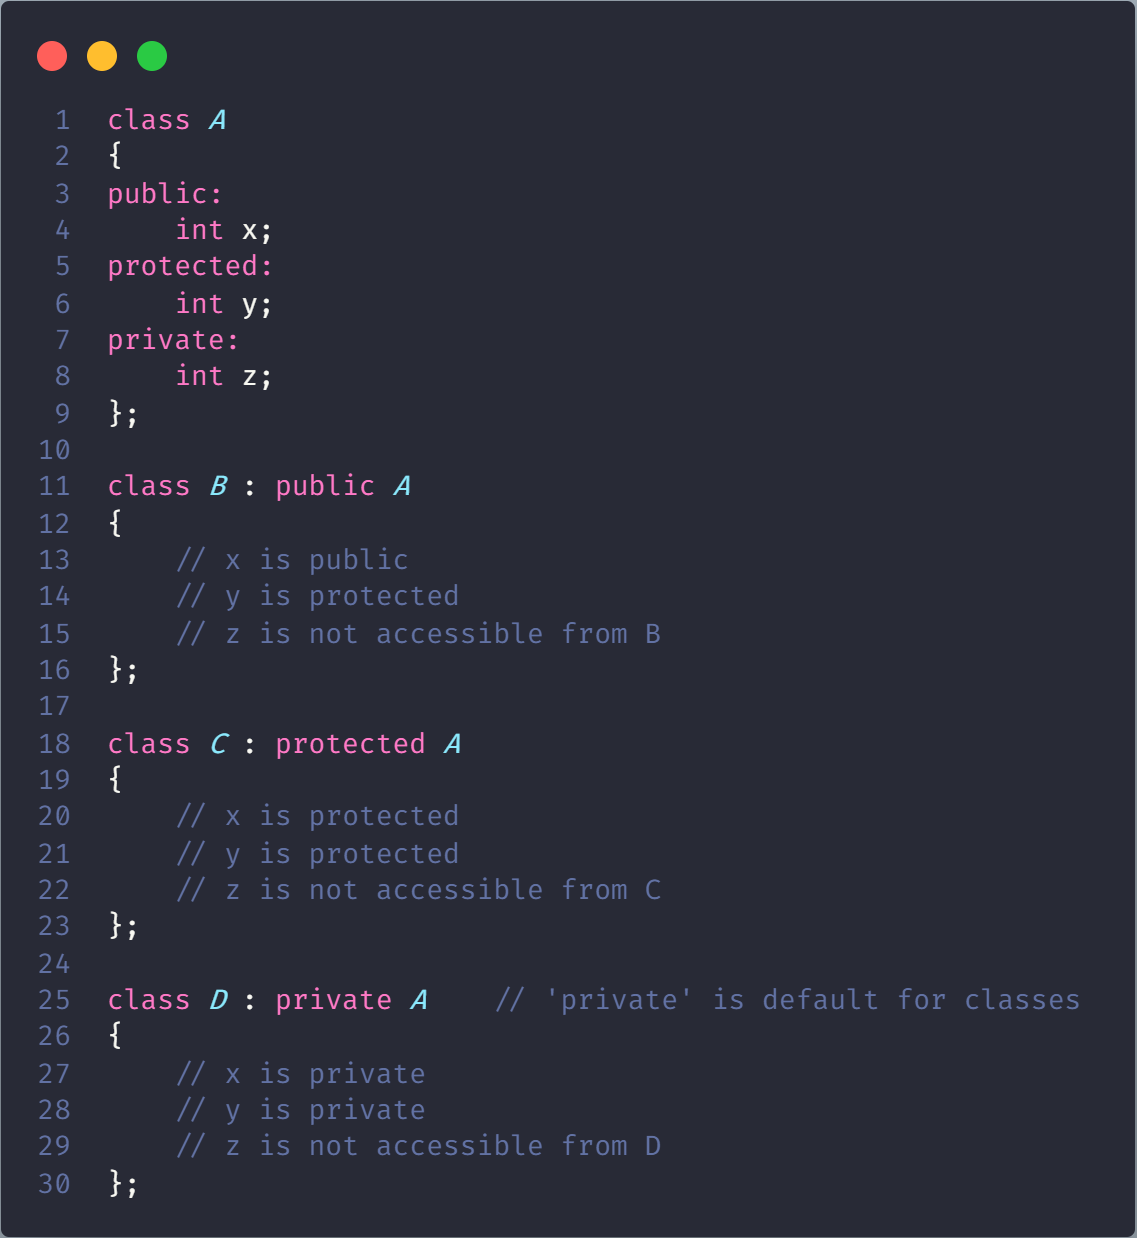 1 class A
2 {
3 public:
4     int x;
5 protected:
6     int y;
7 private:
8     int z;
9 };
10
11 class B : public A
12 {
13     // x is public
14     // y is protected
15     // z is not accessible from B
16 };
17
18 class C : protected A
19 {
20     // x is protected
21     // y is protected
22     // z is not accessible from C
23 };
24
25 class D : private A    // 'private' is default for classes
26 {
27     // x is private
28     // y is private
29     // z is not accessible from D
30 };